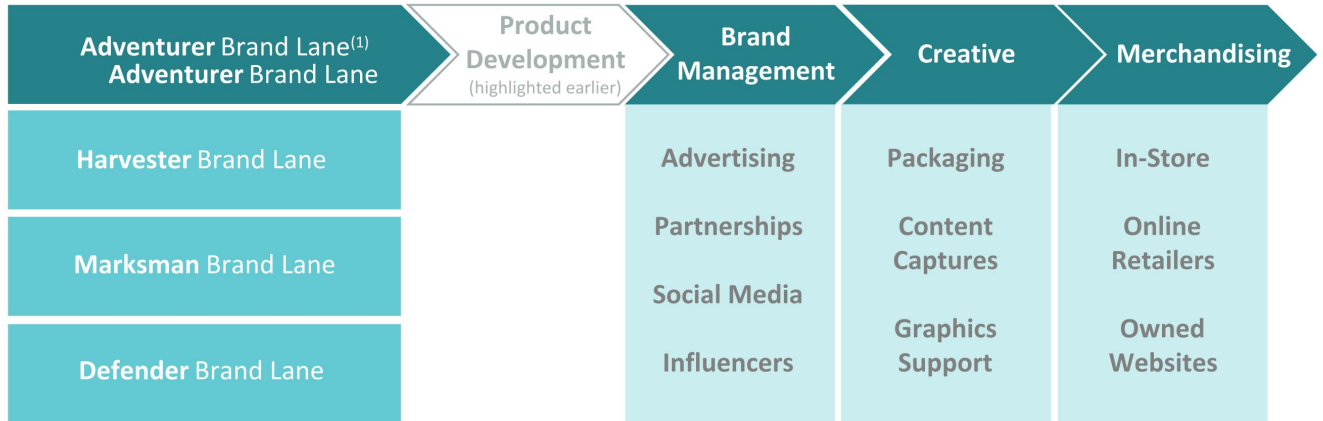 Adventurer Brand Lane(1)
Adventurer Brand Lane
Product
Development
(highlighted earlier)
Brand
Management
Creative
Merchandising
Harvester Brand Lane
Marksman Brand Lane
Defender Brand Lane
Advertising
Partnerships
Social Media
Influencers
Packaging
Content
Captures
Graphics
Support
In-Store
Online
Retailers
Owned
Websites